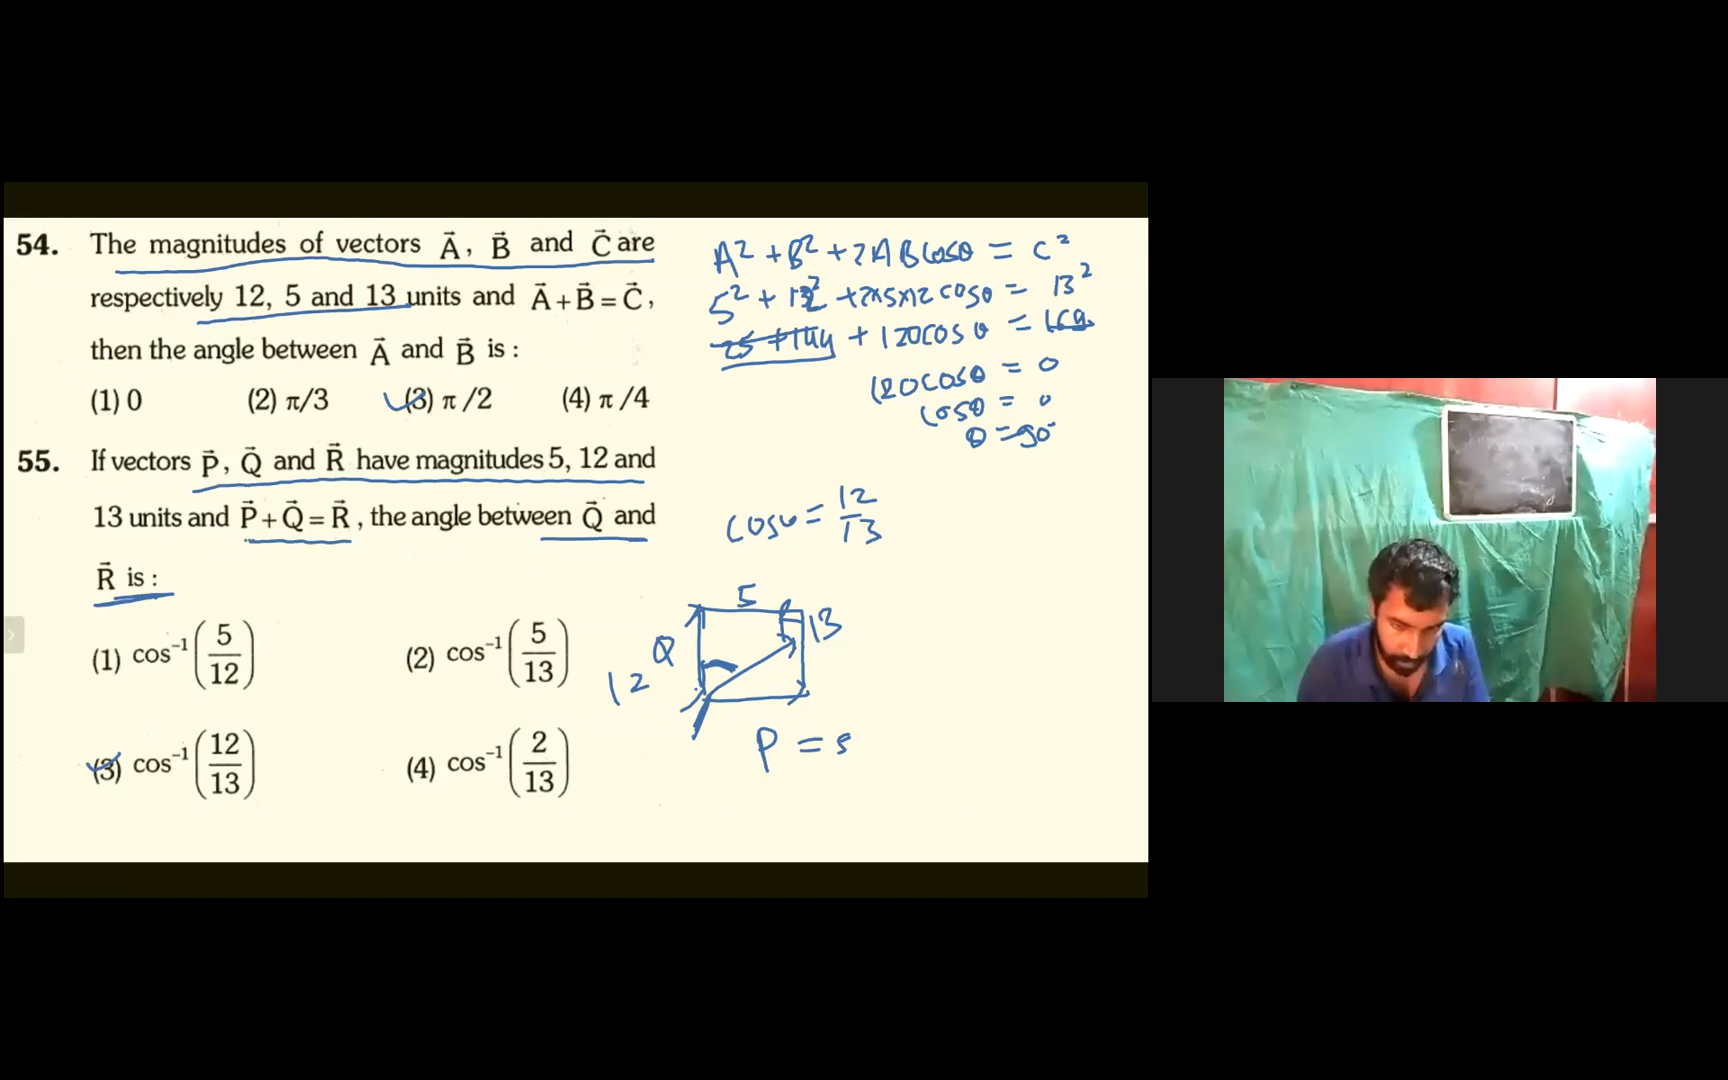 54. The magnitudes of vectors A⃗, B⃗ and C⃗ are
respectively 12, 5 and 13 units and A⃗+B⃗=C⃗,
then the angle between A⃗ and B⃗ is :
(1) 0 (2) π/3 (3) π/2 (4) π/4
55. If vectors P⃗, Q⃗ and R⃗ have magnitudes 5, 12 and
13 units and P⃗+Q⃗=R⃗, the angle between Q⃗ and
R⃗ is :
(1) cos⁻¹(5/12) (2) cos⁻¹(5/13)
(3) cos⁻¹(12/13) (4) cos⁻¹(2/13)
A² + B² + 2AB cosθ = C²
5² + 12² + 2×5×12 cosθ = 13²
25 + 144 + 120cosθ = 169
120cosθ = 0
cosθ = 0
θ = 90°
cosθ = 12/13
5
Q 13
12
P = 5